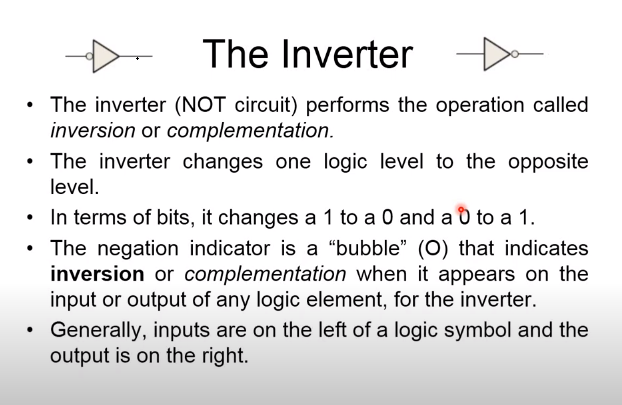 The Inverter
• The inverter (NOT circuit) performs the operation called
inversion or complementation.
• The inverter changes one logic level to the opposite
level.
• In terms of bits, it changes a 1 to a 0 and a 0 to a 1.
• The negation indicator is a “bubble” (O) that indicates
inversion or complementation when it appears on the
input or output of any logic element, for the inverter.
• Generally, inputs are on the left of a logic symbol and the
output is on the right.